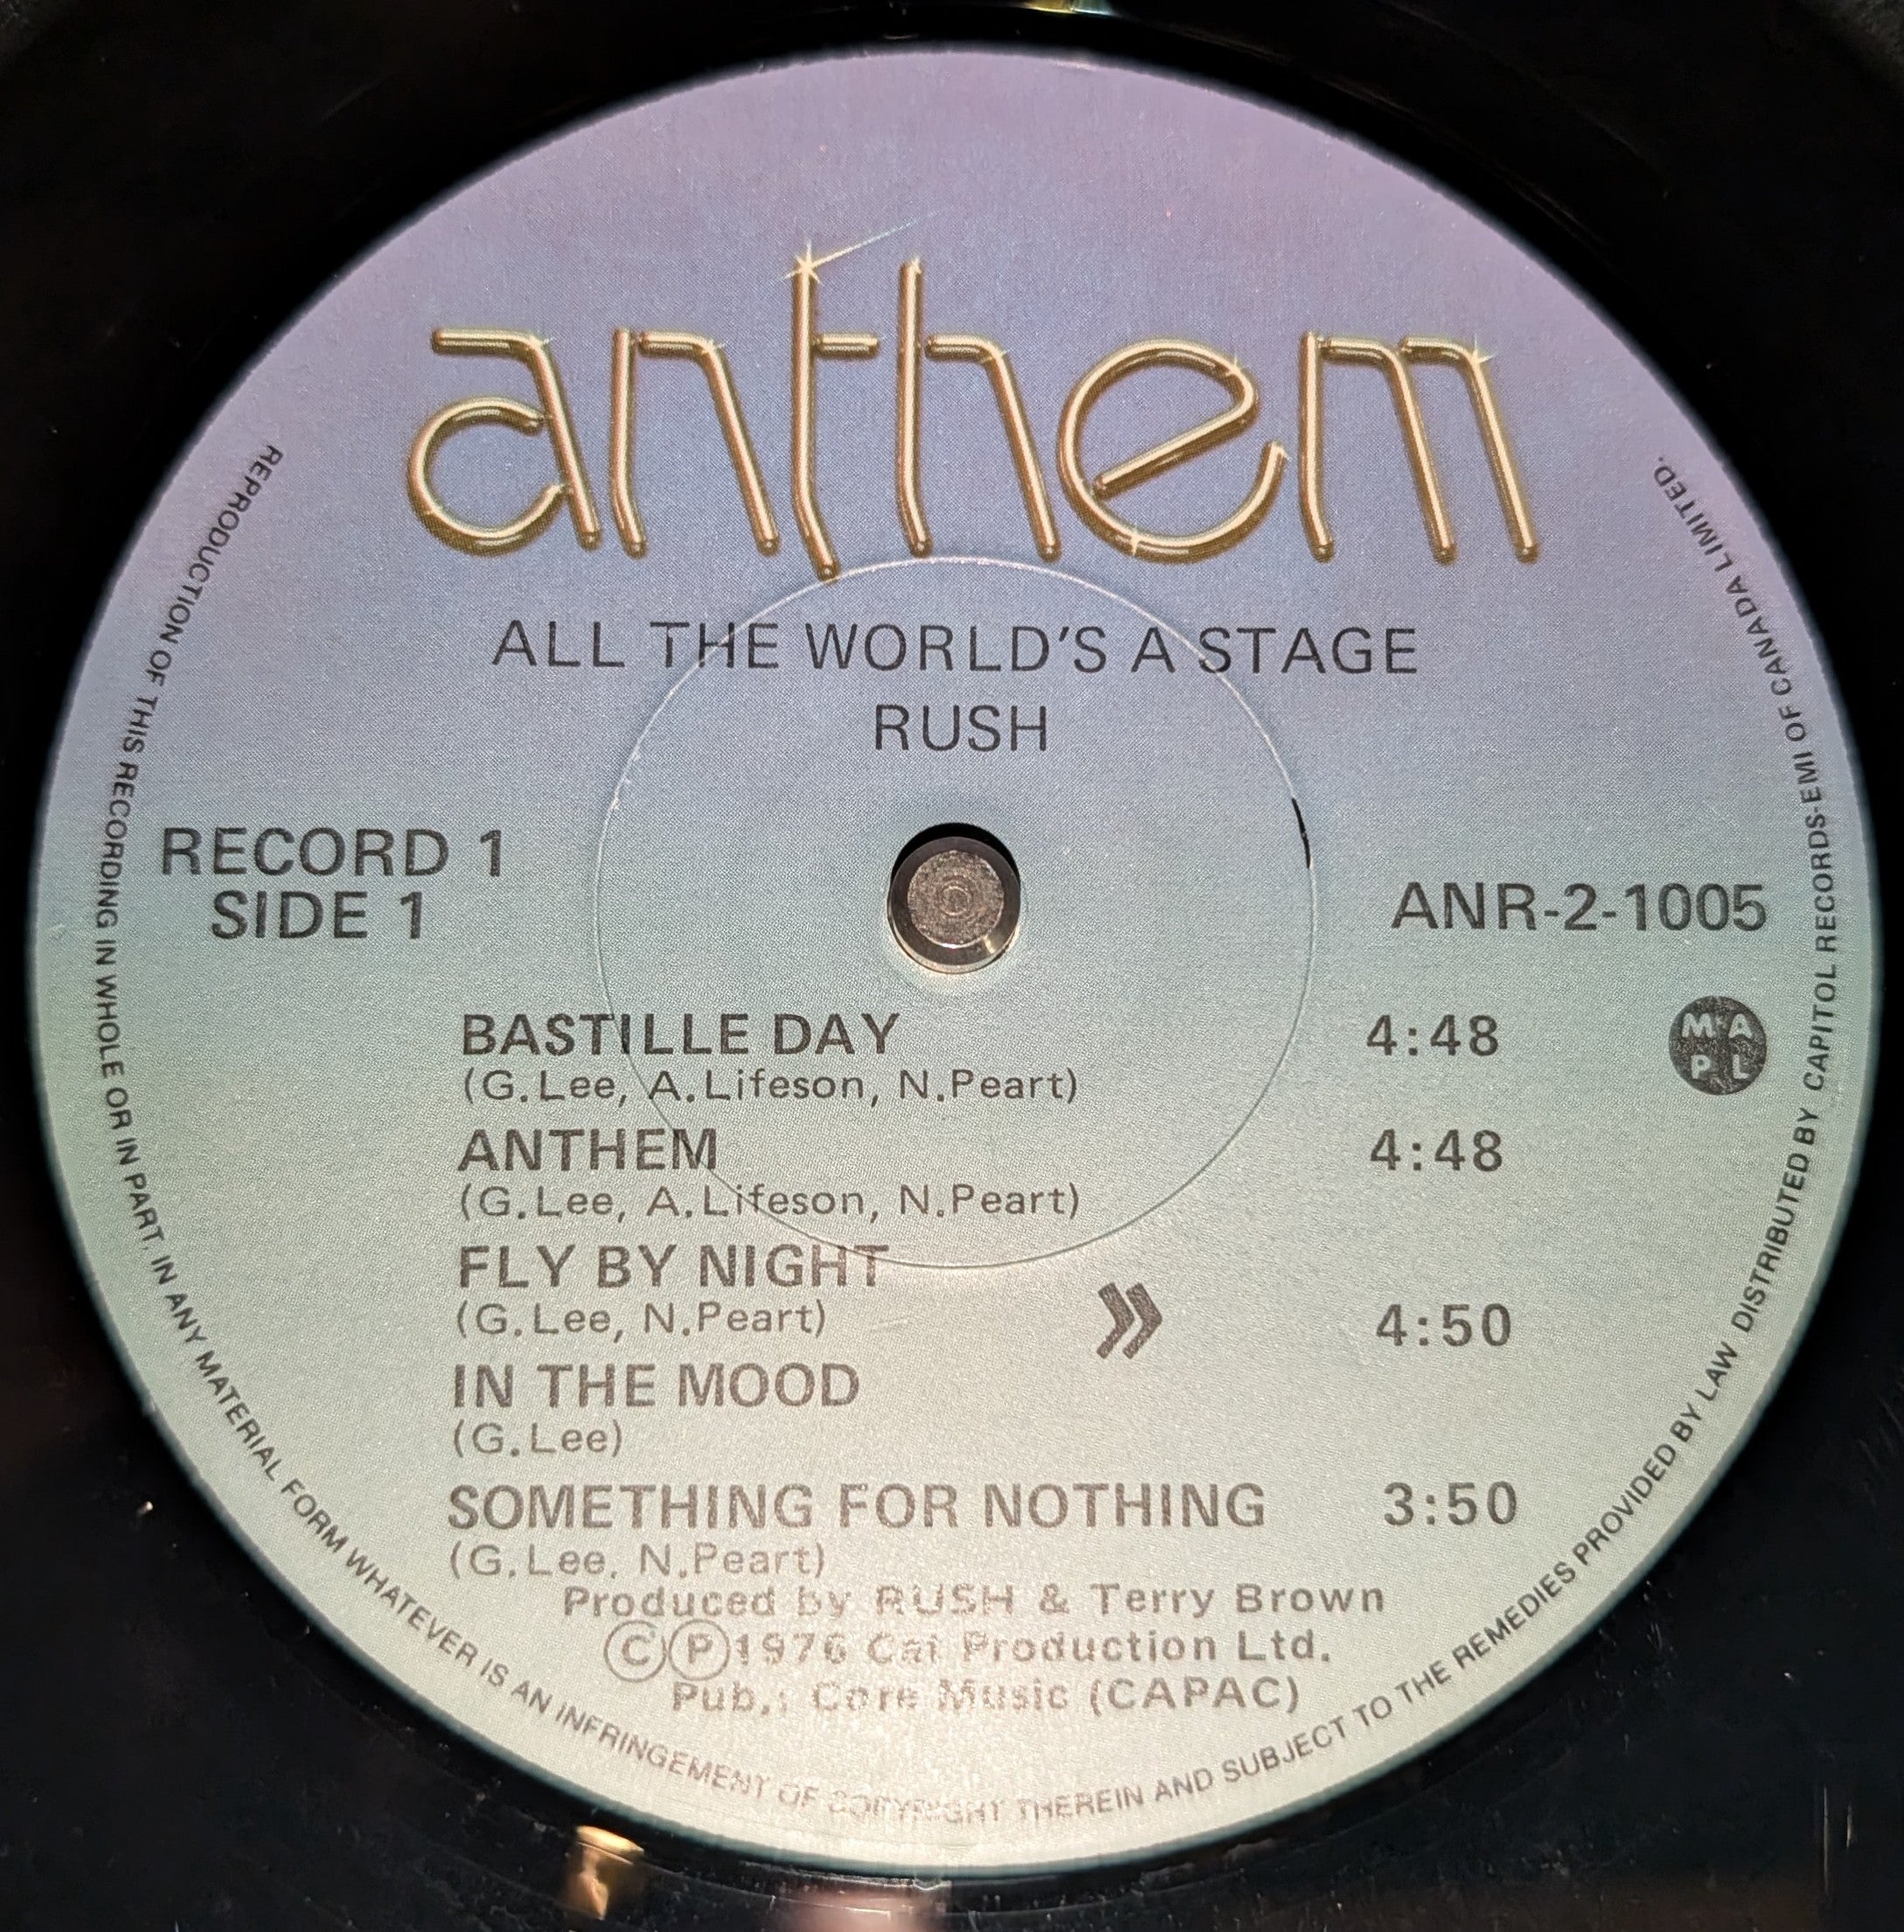 anthem
ALL THE WORLD'S A STAGE
RUSH
RECORD 1
SIDE 1
ANR-2-1005
BASTILLE DAY 4:48
(G.Lee, A.Lifeson, N.Peart)
M A
P L
ANTHEM 4:48
(G.Lee, A.Lifeson, N.Peart)
FLY BY NIGHT
(G.Lee, N.Peart) » 4:50
IN THE MOOD
(G.Lee)
SOMETHING FOR NOTHING 3:50
(G.Lee, N.Peart)
Produced by RUSH & Terry Brown
©℗1976 Cat Production Ltd.
Pub.: Core Music (CAPAC)
REPRODUCTION OF THIS RECORDING IN WHOLE OR IN PART, IN ANY MATERIAL FORM WHATEVER IS AN INFRINGEMENT OF COPYRIGHT THEREIN AND SUBJECT TO THE REMEDIES PROVIDED BY LAW DISTRIBUTED BY CAPITOL RECORDS-EMI OF CANADA LIMITED.